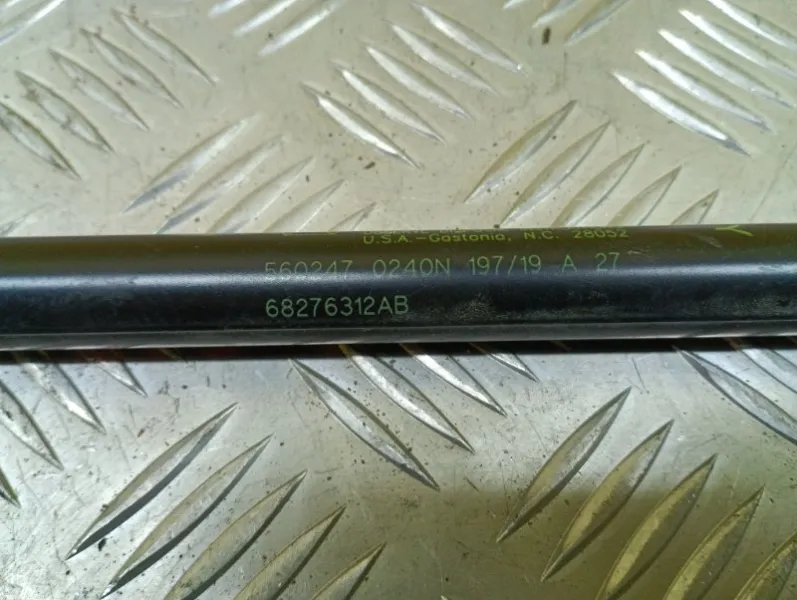 U.S.A.-Gastonia, N.C. 28052
560247 0240N 197/19 A 27
68276312AB